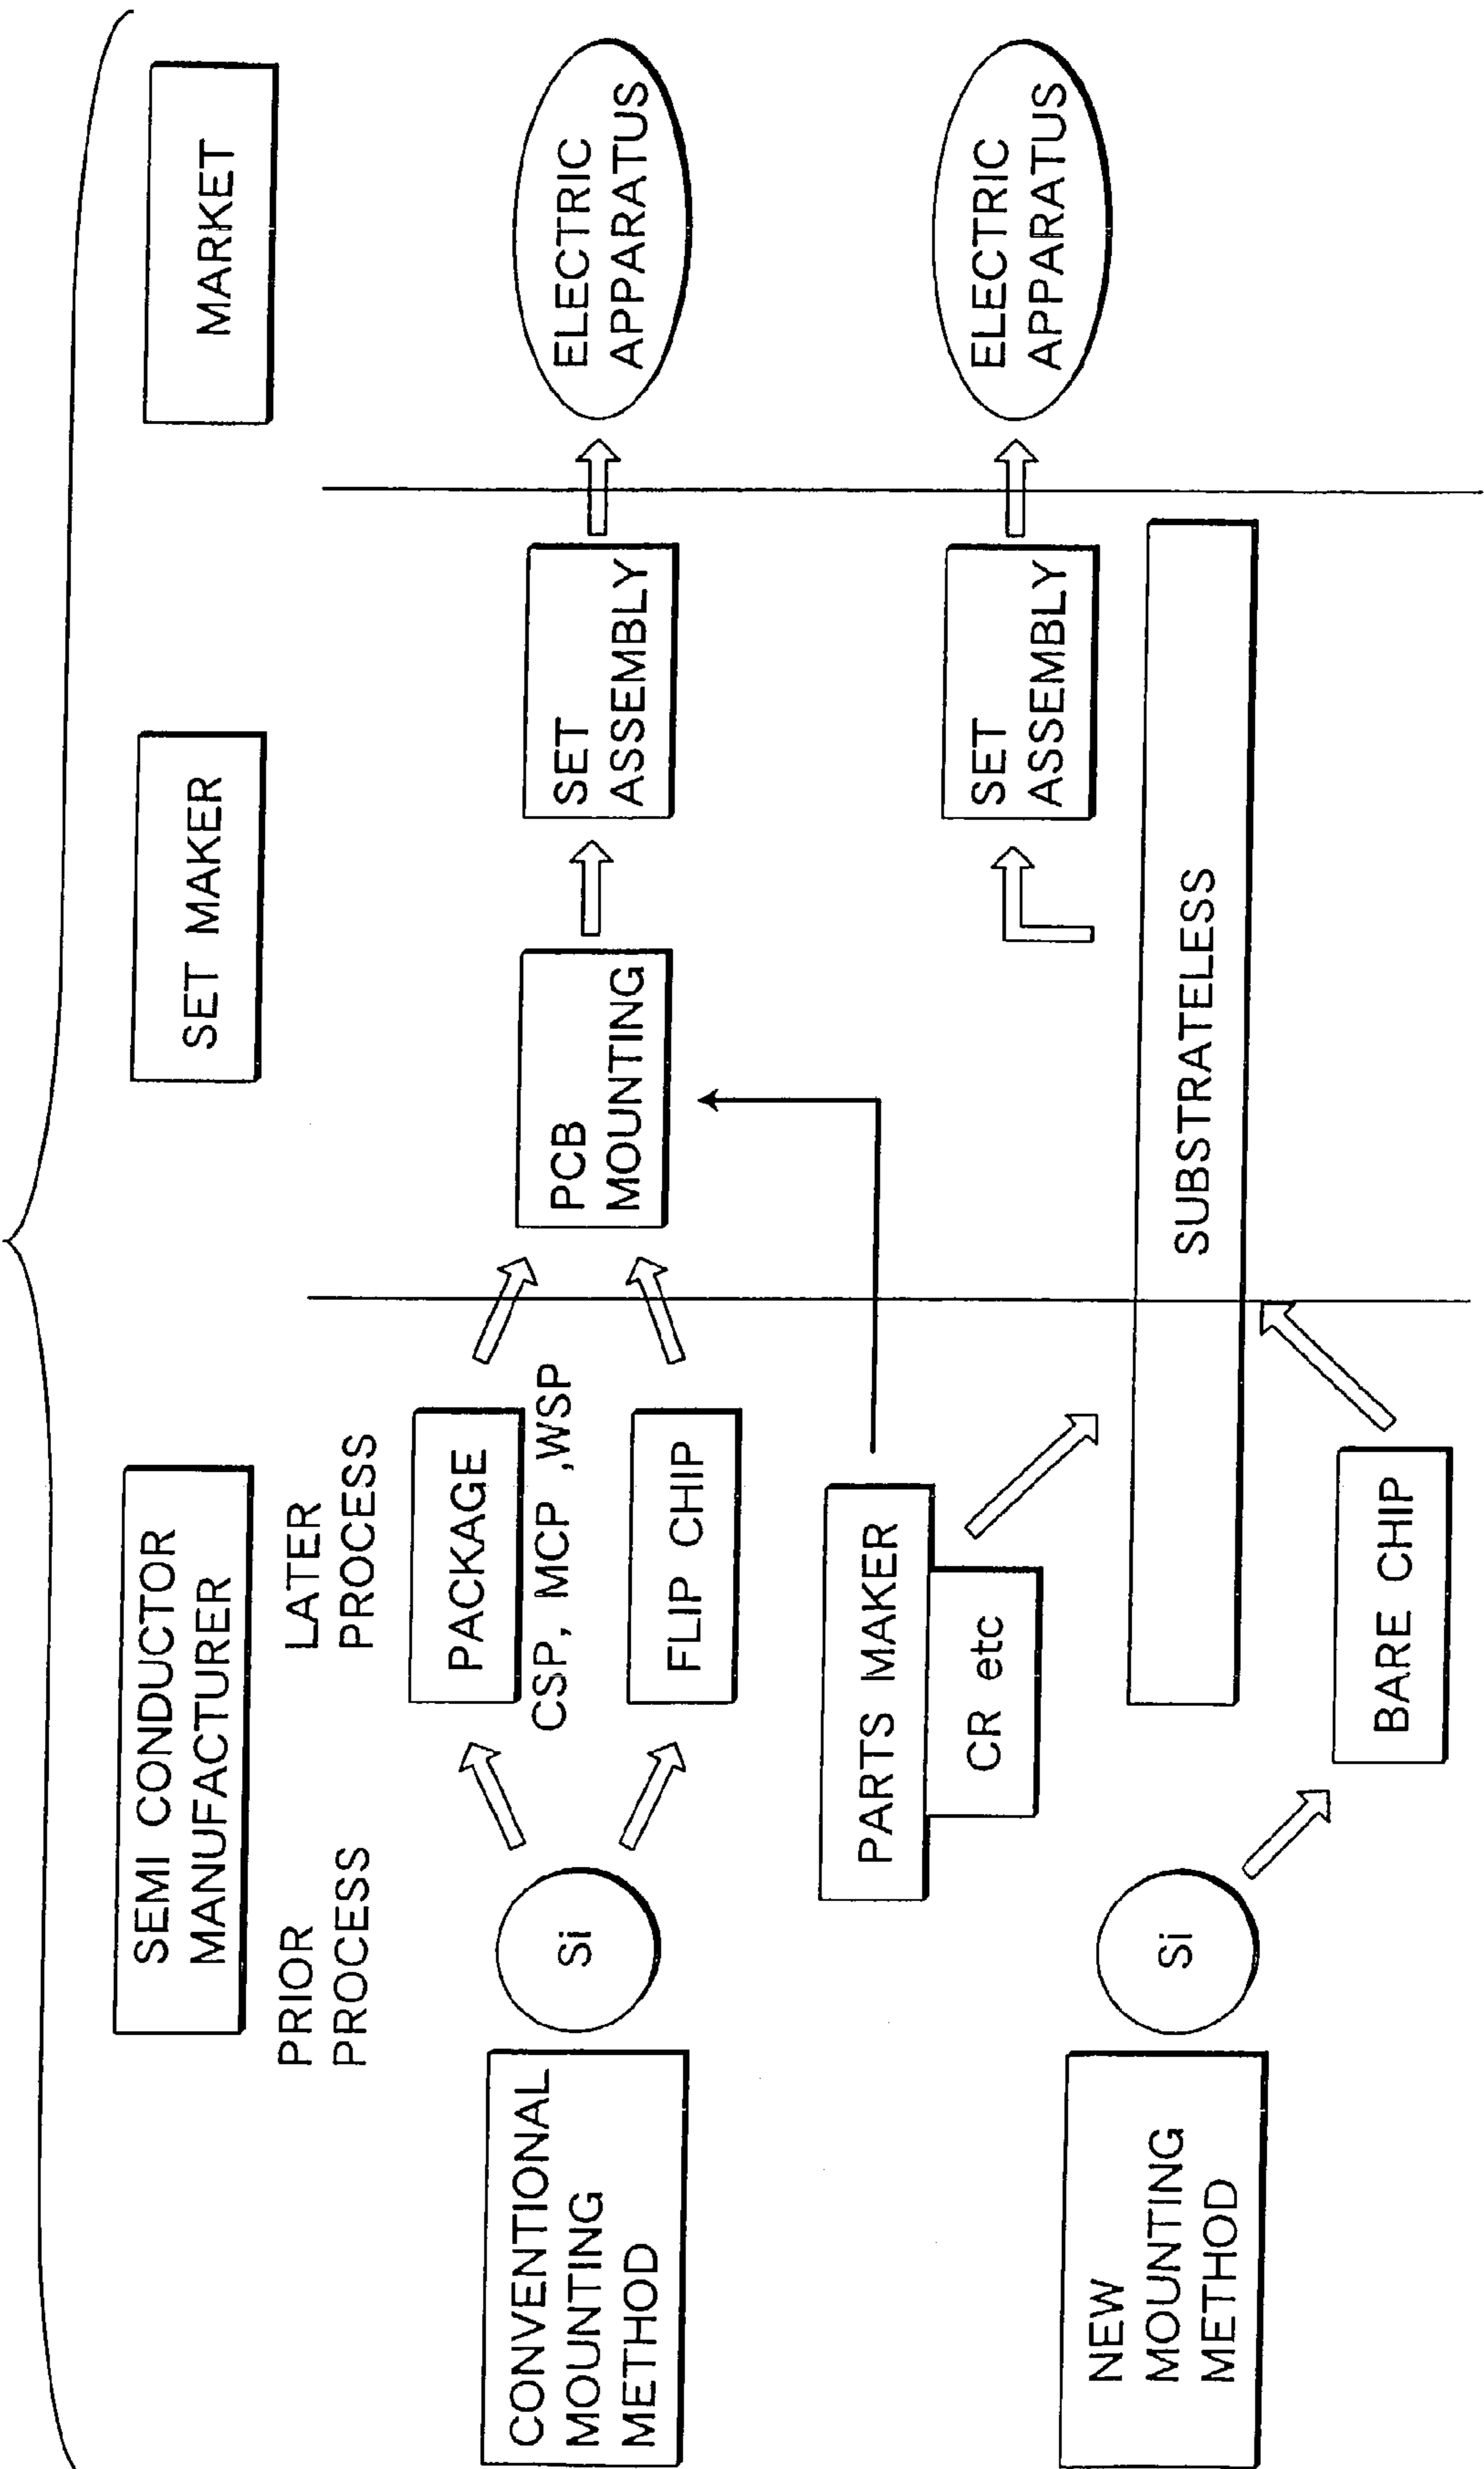 SEMI CONDUCTOR
MANUFACTURER
SET MAKER
MARKET
PRIOR
PROCESS
LATER
PROCESS
CONVENTIONAL
MOUNTING
METHOD
Si
PACKAGE
CSP, MCP ,WSP
FLIP CHIP
PCB
MOUNTING
SET
ASSEMBLY
ELECTRIC
APPARATUS
PARTS MAKER
CR etc
NEW
MOUNTING
METHOD
Si
BARE CHIP
SUBSTRATELESS
SET
ASSEMBLY
ELECTRIC
APPARATUS